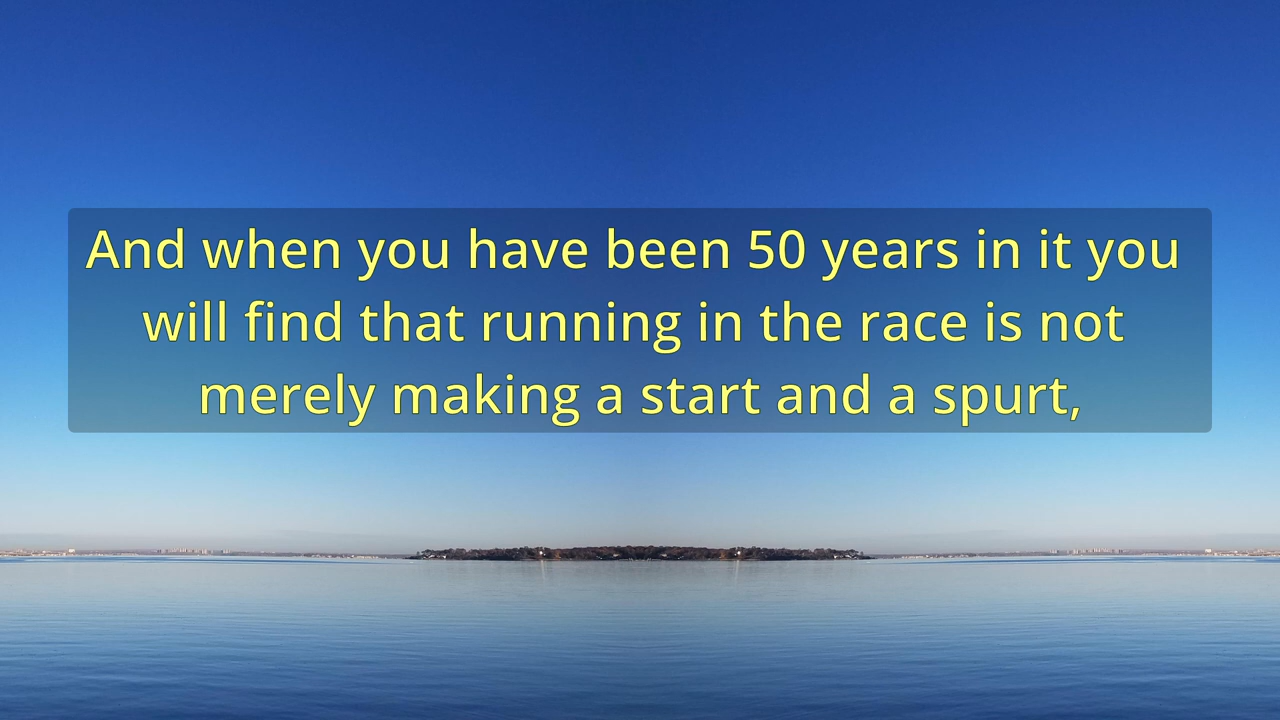 And when you have been 50 years in it you
will find that running in the race is not
merely making a start and a spurt,